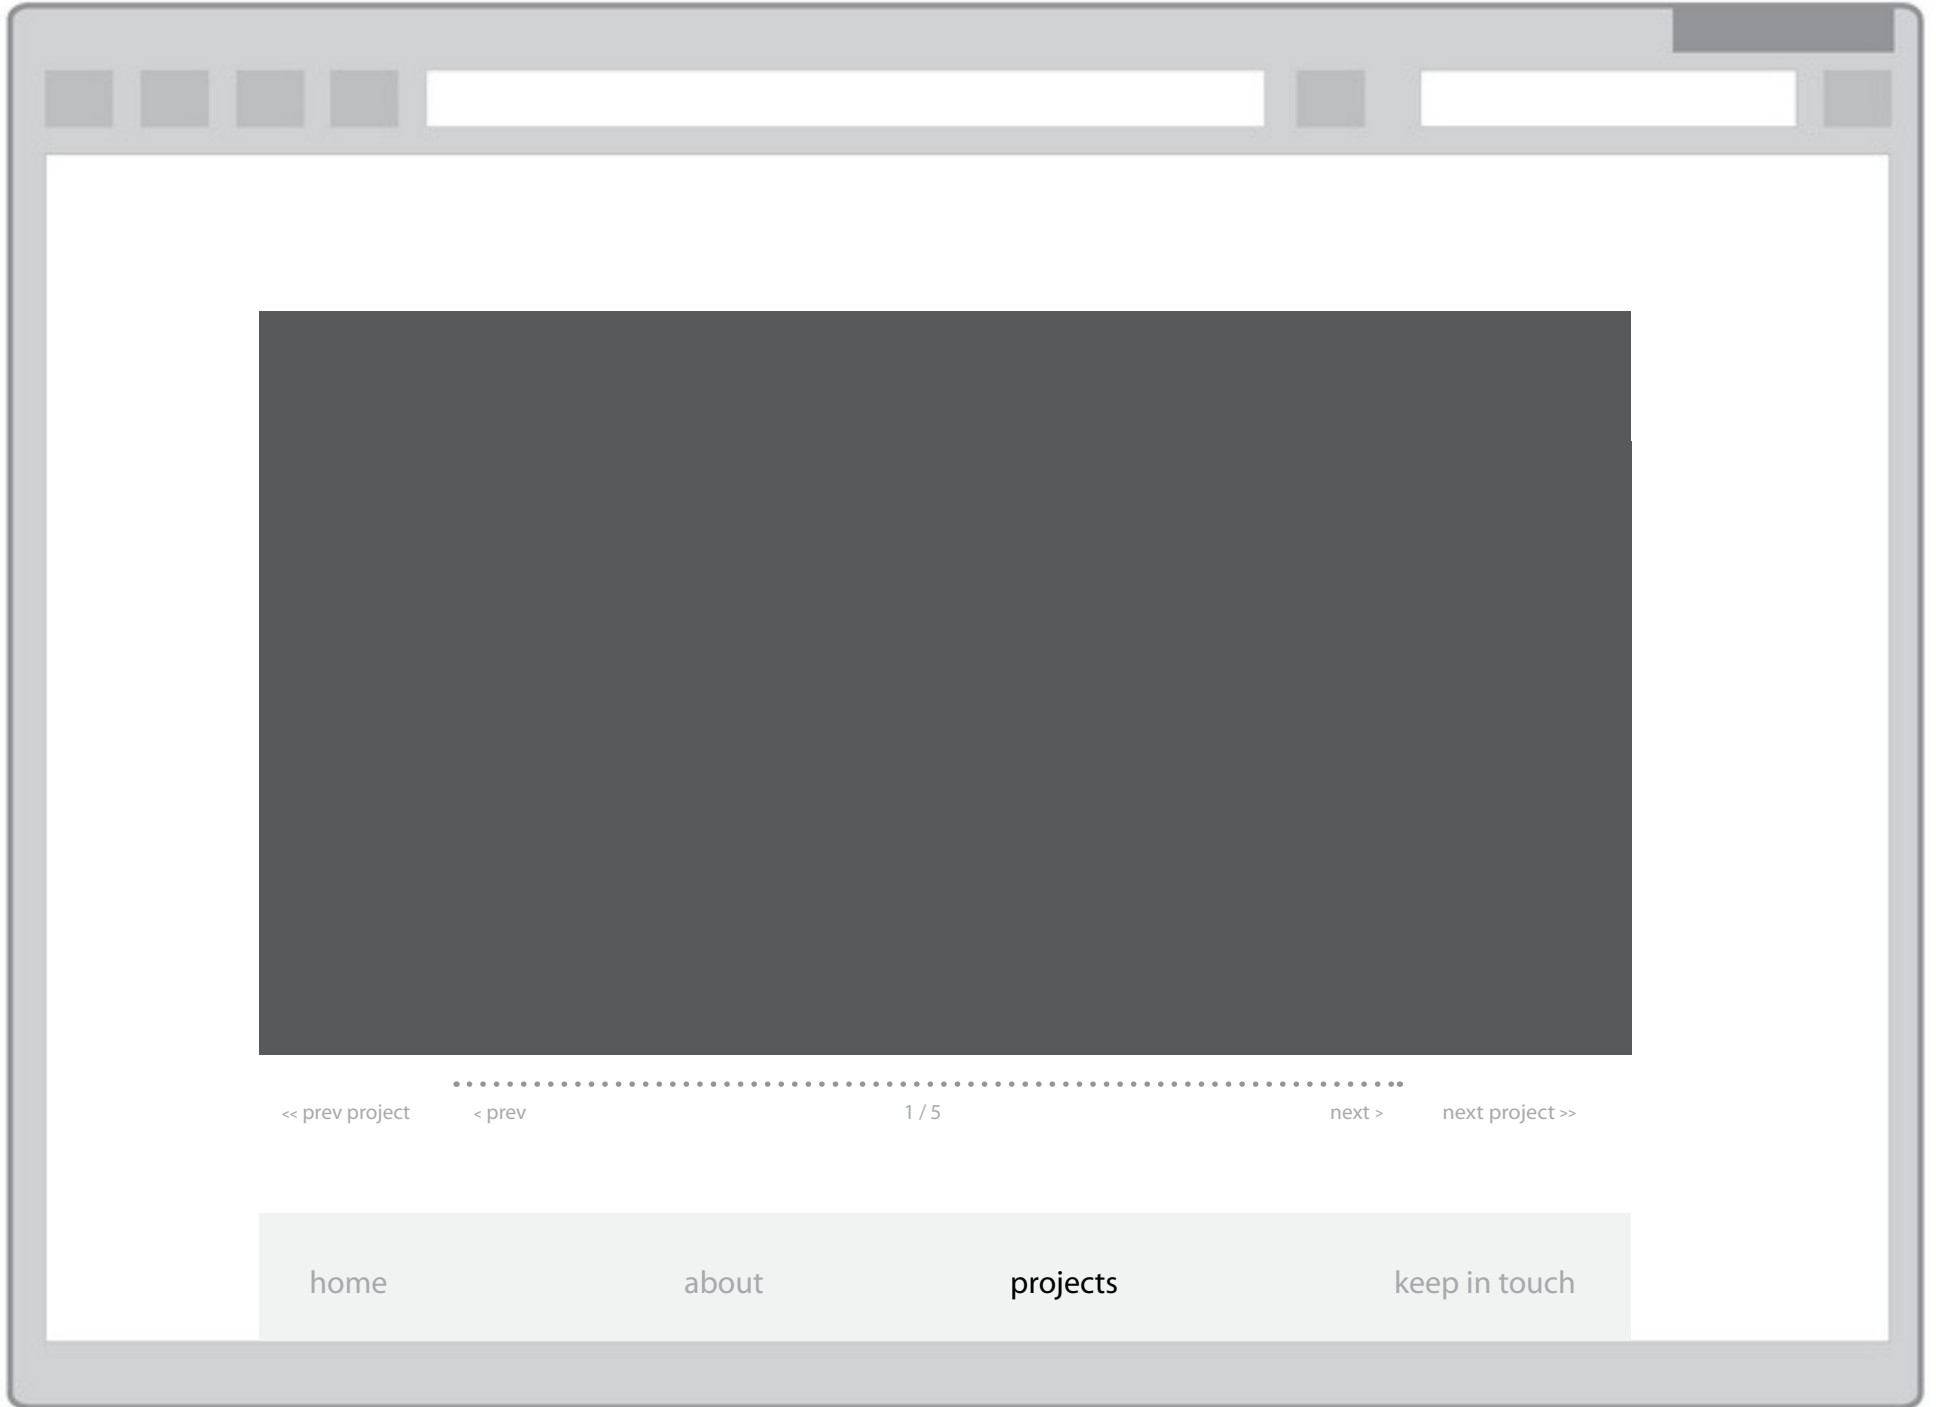 << prev project < prev 1 / 5 next > next project >>
home about projects keep in touch